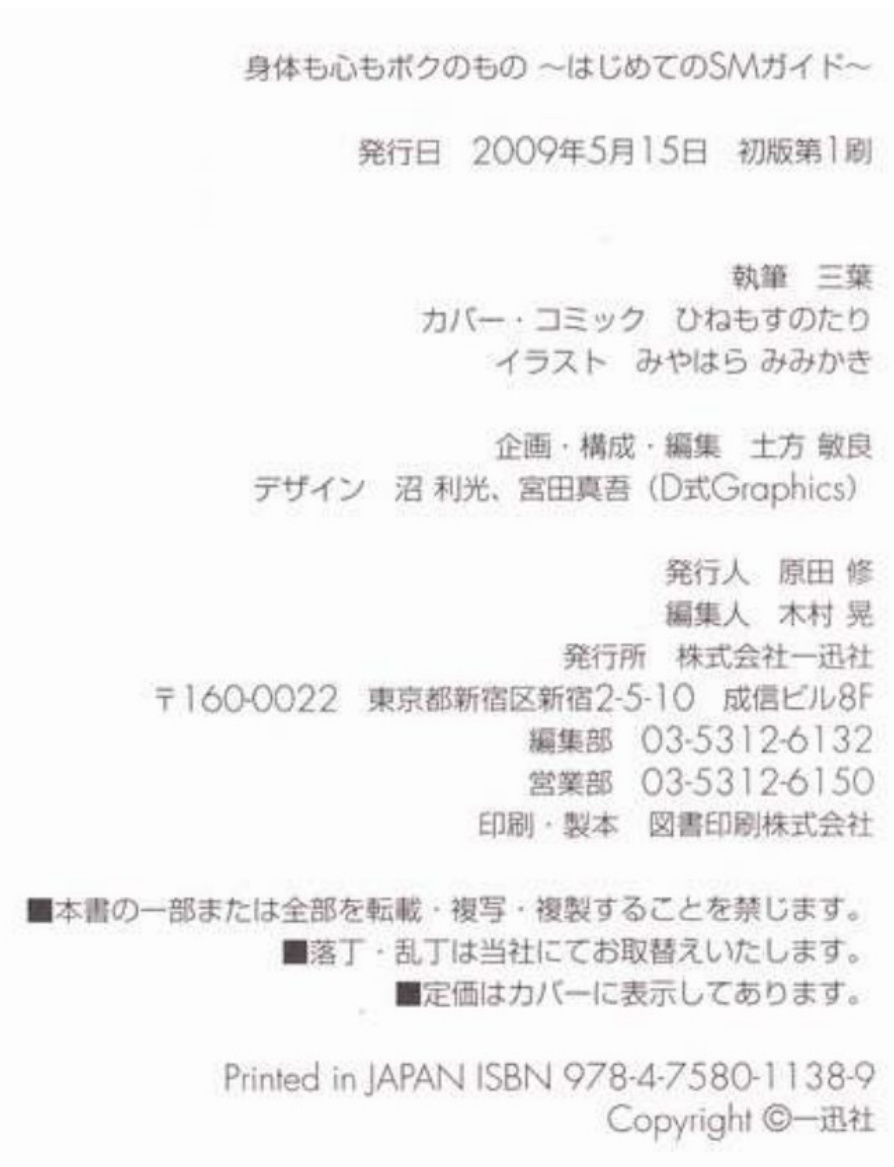 身体も心もボクのもの ～はじめてのSMガイド～
発行日　2009年5月15日　初版第1刷
執筆　三葉
カバー・コミック　ひねもすのたり
イラスト　みやはら みみかき
企画・構成・編集　土方 敏良
デザイン　沼 利光、宮田真吾（D式Graphics）
発行人　原田 修
編集人　木村 晃
発行所　株式会社一迅社
〒160-0022　東京都新宿区新宿2-5-10　成信ビル8F
編集部　03-5312-6132
営業部　03-5312-6150
印刷・製本　図書印刷株式会社
■本書の一部または全部を転載・複写・複製することを禁じます。
■落丁・乱丁は当社にてお取替えいたします。
■定価はカバーに表示してあります。
Printed in JAPAN ISBN 978-4-7580-1138-9
Copyright ©一迅社